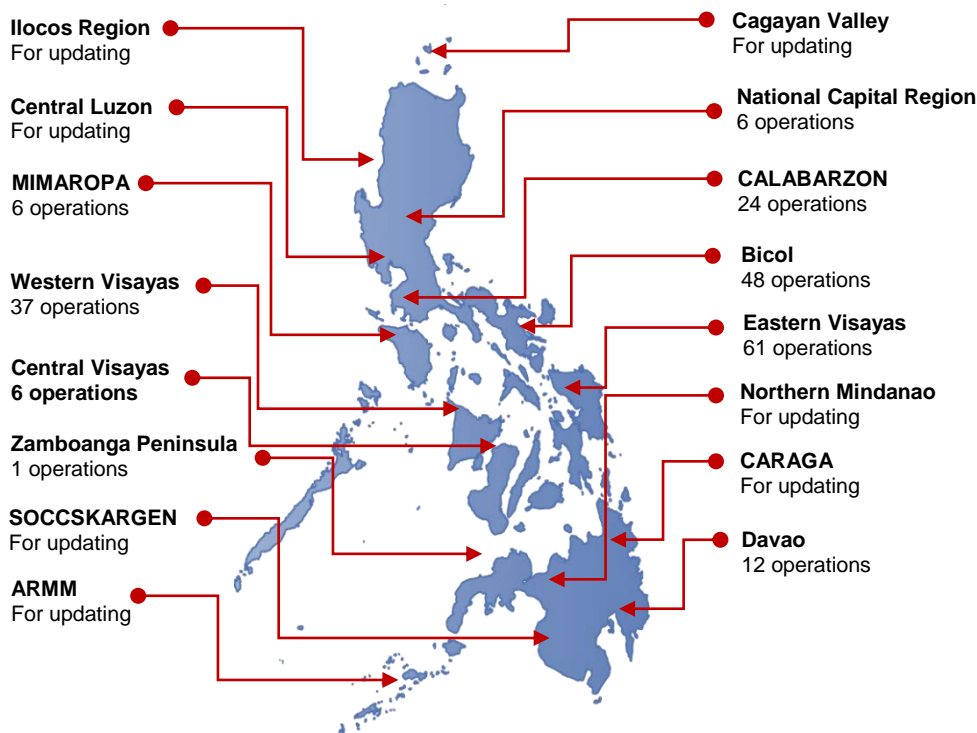 Ilocos Region
For updating
Central Luzon
For updating
MIMAROPA
6 operations
Western Visayas
37 operations
Central Visayas
6 operations
Zamboanga Peninsula
1 operations
SOCCSKARGEN
For updating
ARMM
For updating
Cagayan Valley
For updating
National Capital Region
6 operations
CALABARZON
24 operations
Bicol
48 operations
Eastern Visayas
61 operations
Northern Mindanao
For updating
CARAGA
For updating
Davao
12 operations